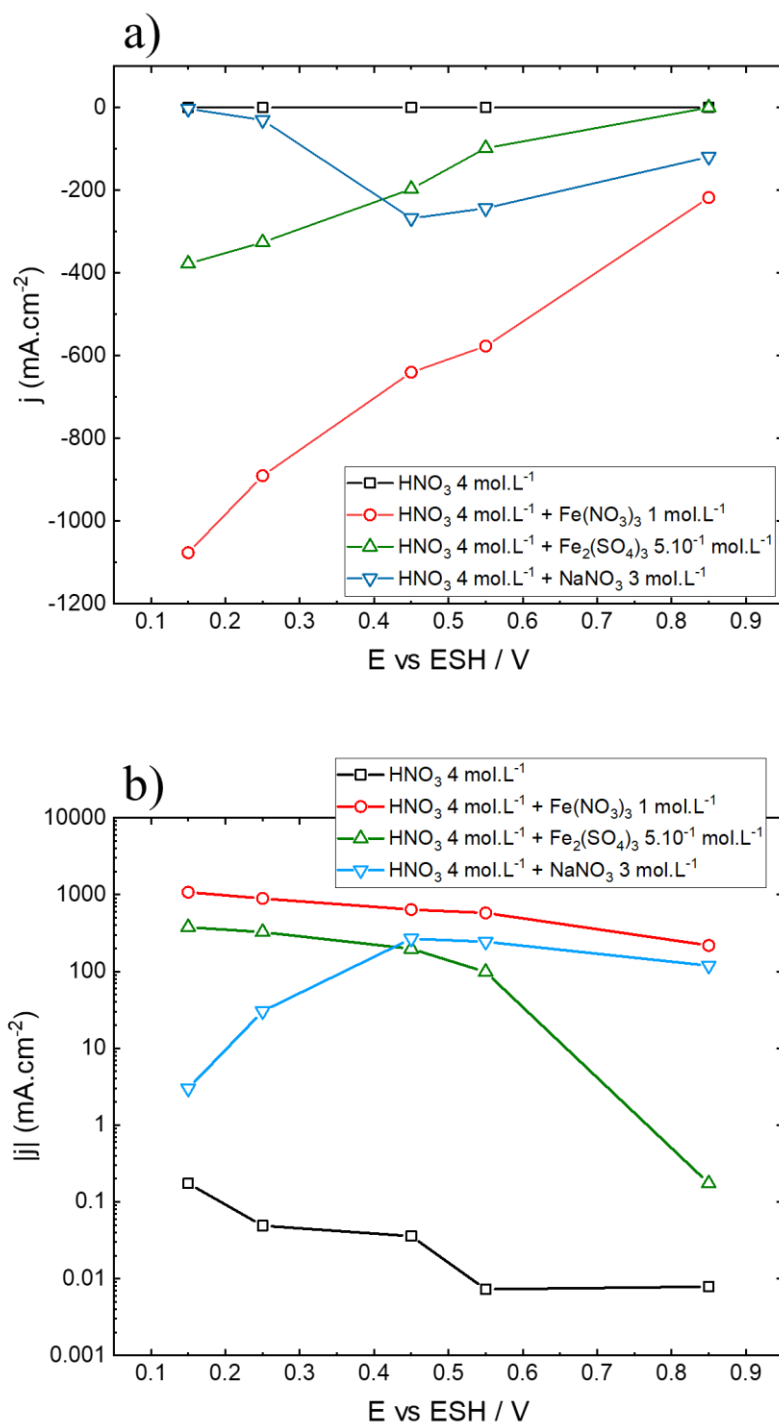 a)
0
-200
-400
-600
-800
-1000
-1200
j (mA.cm⁻²)
HNO₃ 4 mol.L⁻¹
HNO₃ 4 mol.L⁻¹ + Fe(NO₃)₃ 1 mol.L⁻¹
HNO₃ 4 mol.L⁻¹ + Fe₂(SO₄)₃ 5.10⁻¹ mol.L⁻¹
HNO₃ 4 mol.L⁻¹ + NaNO₃ 3 mol.L⁻¹
0.1 0.2 0.3 0.4 0.5 0.6 0.7 0.8 0.9
E vs ESH / V
b)
HNO₃ 4 mol.L⁻¹
HNO₃ 4 mol.L⁻¹ + Fe(NO₃)₃ 1 mol.L⁻¹
HNO₃ 4 mol.L⁻¹ + Fe₂(SO₄)₃ 5.10⁻¹ mol.L⁻¹
HNO₃ 4 mol.L⁻¹ + NaNO₃ 3 mol.L⁻¹
10000
1000
100
10
1
0.1
0.01
0.001
|j| (mA.cm⁻²)
0.1 0.2 0.3 0.4 0.5 0.6 0.7 0.8 0.9
E vs ESH / V